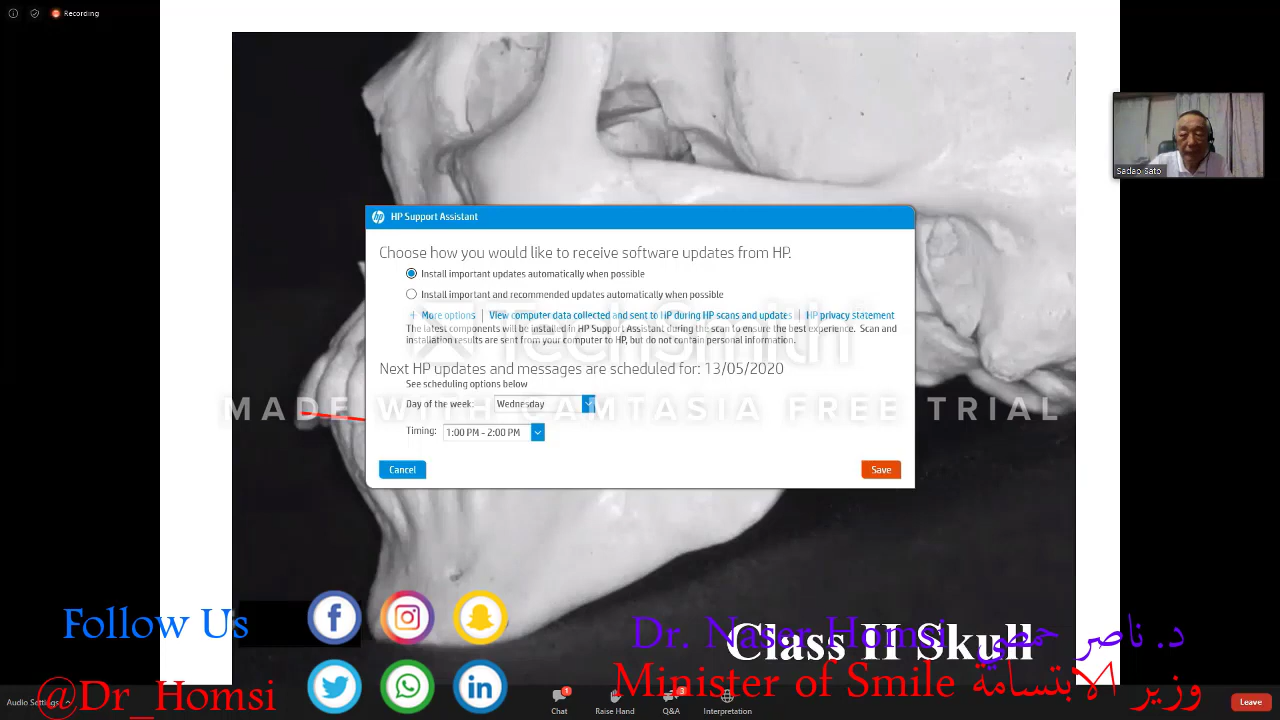 Recording
Sadao Sato
HP Support Assistant
Choose how you would like to receive software updates from HP.
Install important updates automatically when possible
Install important and recommended updates automatically when possible
+ More options | View computer data collected and sent to HP during HP scans and updates | HP privacy statement
The latest components will be installed in HP Support Assistant during the scan to ensure the best experience. Scan and
installation results are sent from your computer to HP, but do not contain personal information.
TechSmith
Next HP updates and messages are scheduled for: 13/05/2020
See scheduling options below
Day of the week: Wednesday
MADE WITH CAMTASIA FREE TRIAL
Timing: 1:00 PM - 2:00 PM
Cancel
Save
Follow Us
Dr. Naser Homsi د. ناصر حمصي
Class II Skull
@Dr_Homsi
Minister of Smile وزير الابتسامة
Audio Settings
Chat 1
Raise Hand
Q&A 3
Interpretation
Leave